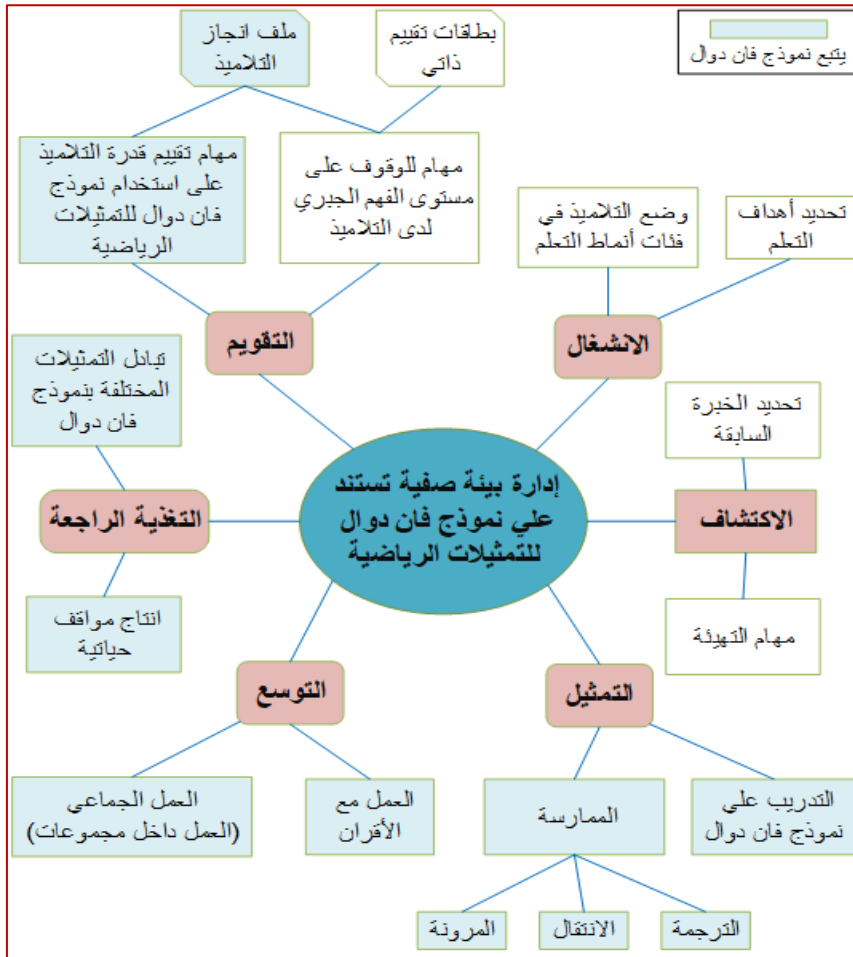 يتبع نموذج فان دوال
بطاقات تقييم
ذاتي
ملف انجاز
التلاميذ
مهام تقييم قدرة التلاميذ
على استخدام نموذج
فان دوال للتمثيلات
الرياضية
مهام للوقوف على
مستوى الفهم الجبري
لدى التلاميذ
التقويم
تحديد أهداف
التعلم
وضع التلاميذ في
فئات أنماط التعلم
الانشغال
تحديد الخبرة
السابقة
الاكتشاف
مهام التهيئة
إدارة بيئة صفية تستند
علي نموذج فان دوال
للتمثيلات الرياضية
تبادل التمثيلات
المختلفة بنموذج
فان دوال
التغذية الراجعة
انتاج مواقف
حياتية
التمثيل
التدريب علي
نموذج فان دوال
الممارسة
الترجمة
الانتقال
المرونة
التوسع
العمل مع
الأقران
العمل الجماعي
(العمل داخل مجموعات)